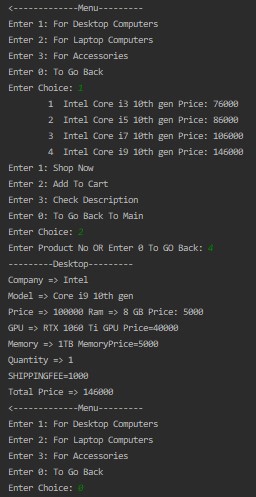 <-------------Menu---------
Enter 1: For Desktop Computers
Enter 2: For Laptop Computers
Enter 3: For Accessories
Enter 0: To Go Back
Enter Choice: 1
1 Intel Core i3 10th gen Price: 76000
2 Intel Core i5 10th gen Price: 86000
3 Intel Core i7 10th gen Price: 106000
4 Intel Core i9 10th gen Price: 146000
Enter 1: Shop Now
Enter 2: Add To Cart
Enter 3: Check Description
Enter 0: To Go Back To Main
Enter Choice: 2
Enter Product No OR Enter 0 To GO Back: 4
---------Desktop---------
Company => Intel
Model => Core i9 10th gen
Price => 100000 Ram => 8 GB Price: 5000
GPU => RTX 1060 Ti GPU Price=40000
Memory => 1TB MemoryPrice=5000
Quantity => 1
SHIPPINGFEE=1000
Total Price => 146000
<-------------Menu---------
Enter 1: For Desktop Computers
Enter 2: For Laptop Computers
Enter 3: For Accessories
Enter 0: To Go Back
Enter Choice: 0